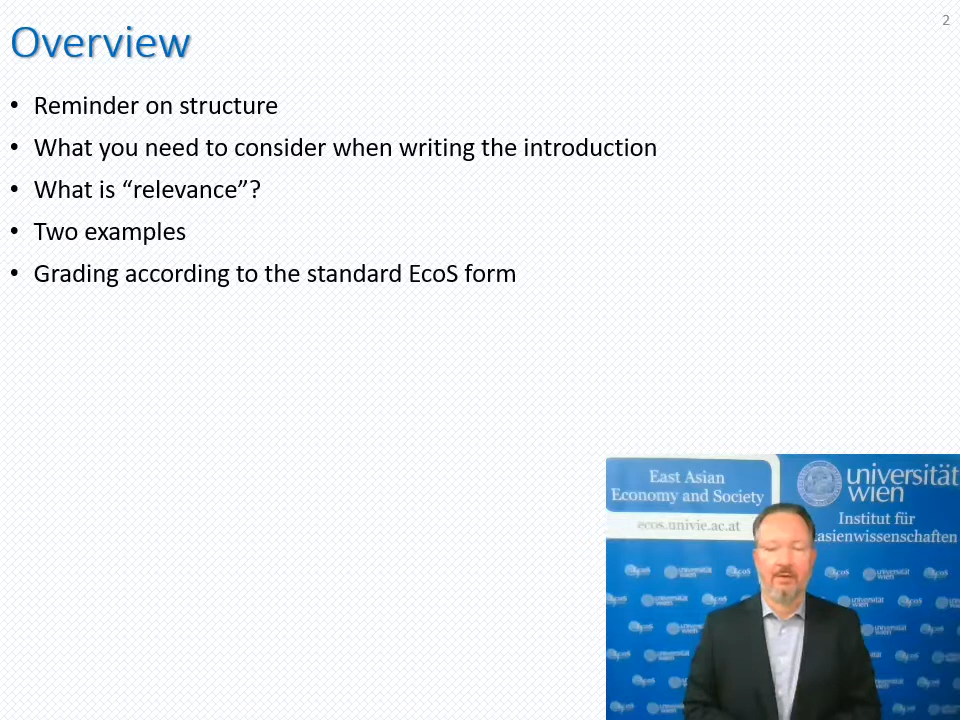 2
Overview
• Reminder on structure
• What you need to consider when writing the introduction
• What is “relevance”?
• Two examples
• Grading according to the standard EcoS form
East Asian
Economy and Society
ecos.univie.ac.at
universität
wien
Institut für
asienwissenschaften